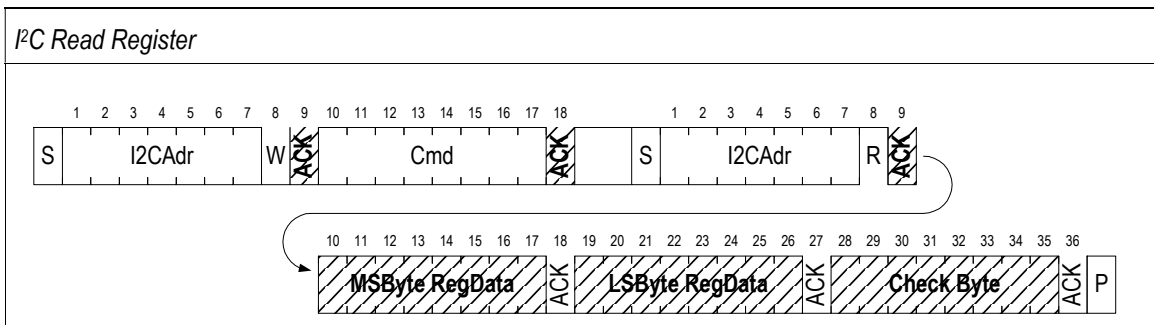 I²C Read Register
1 2 3 4 5 6 7 8 9 10 11 12 13 14 15 16 17 18 1 2 3 4 5 6 7 8 9
S I2CAdr W ACK Cmd ACK S I2CAdr R ACK
10 11 12 13 14 15 16 17 18 19 20 21 22 23 24 25 26 27 28 29 30 31 32 33 34 35 36
MSByte RegData ACK LSByte RegData ACK Check Byte ACK P